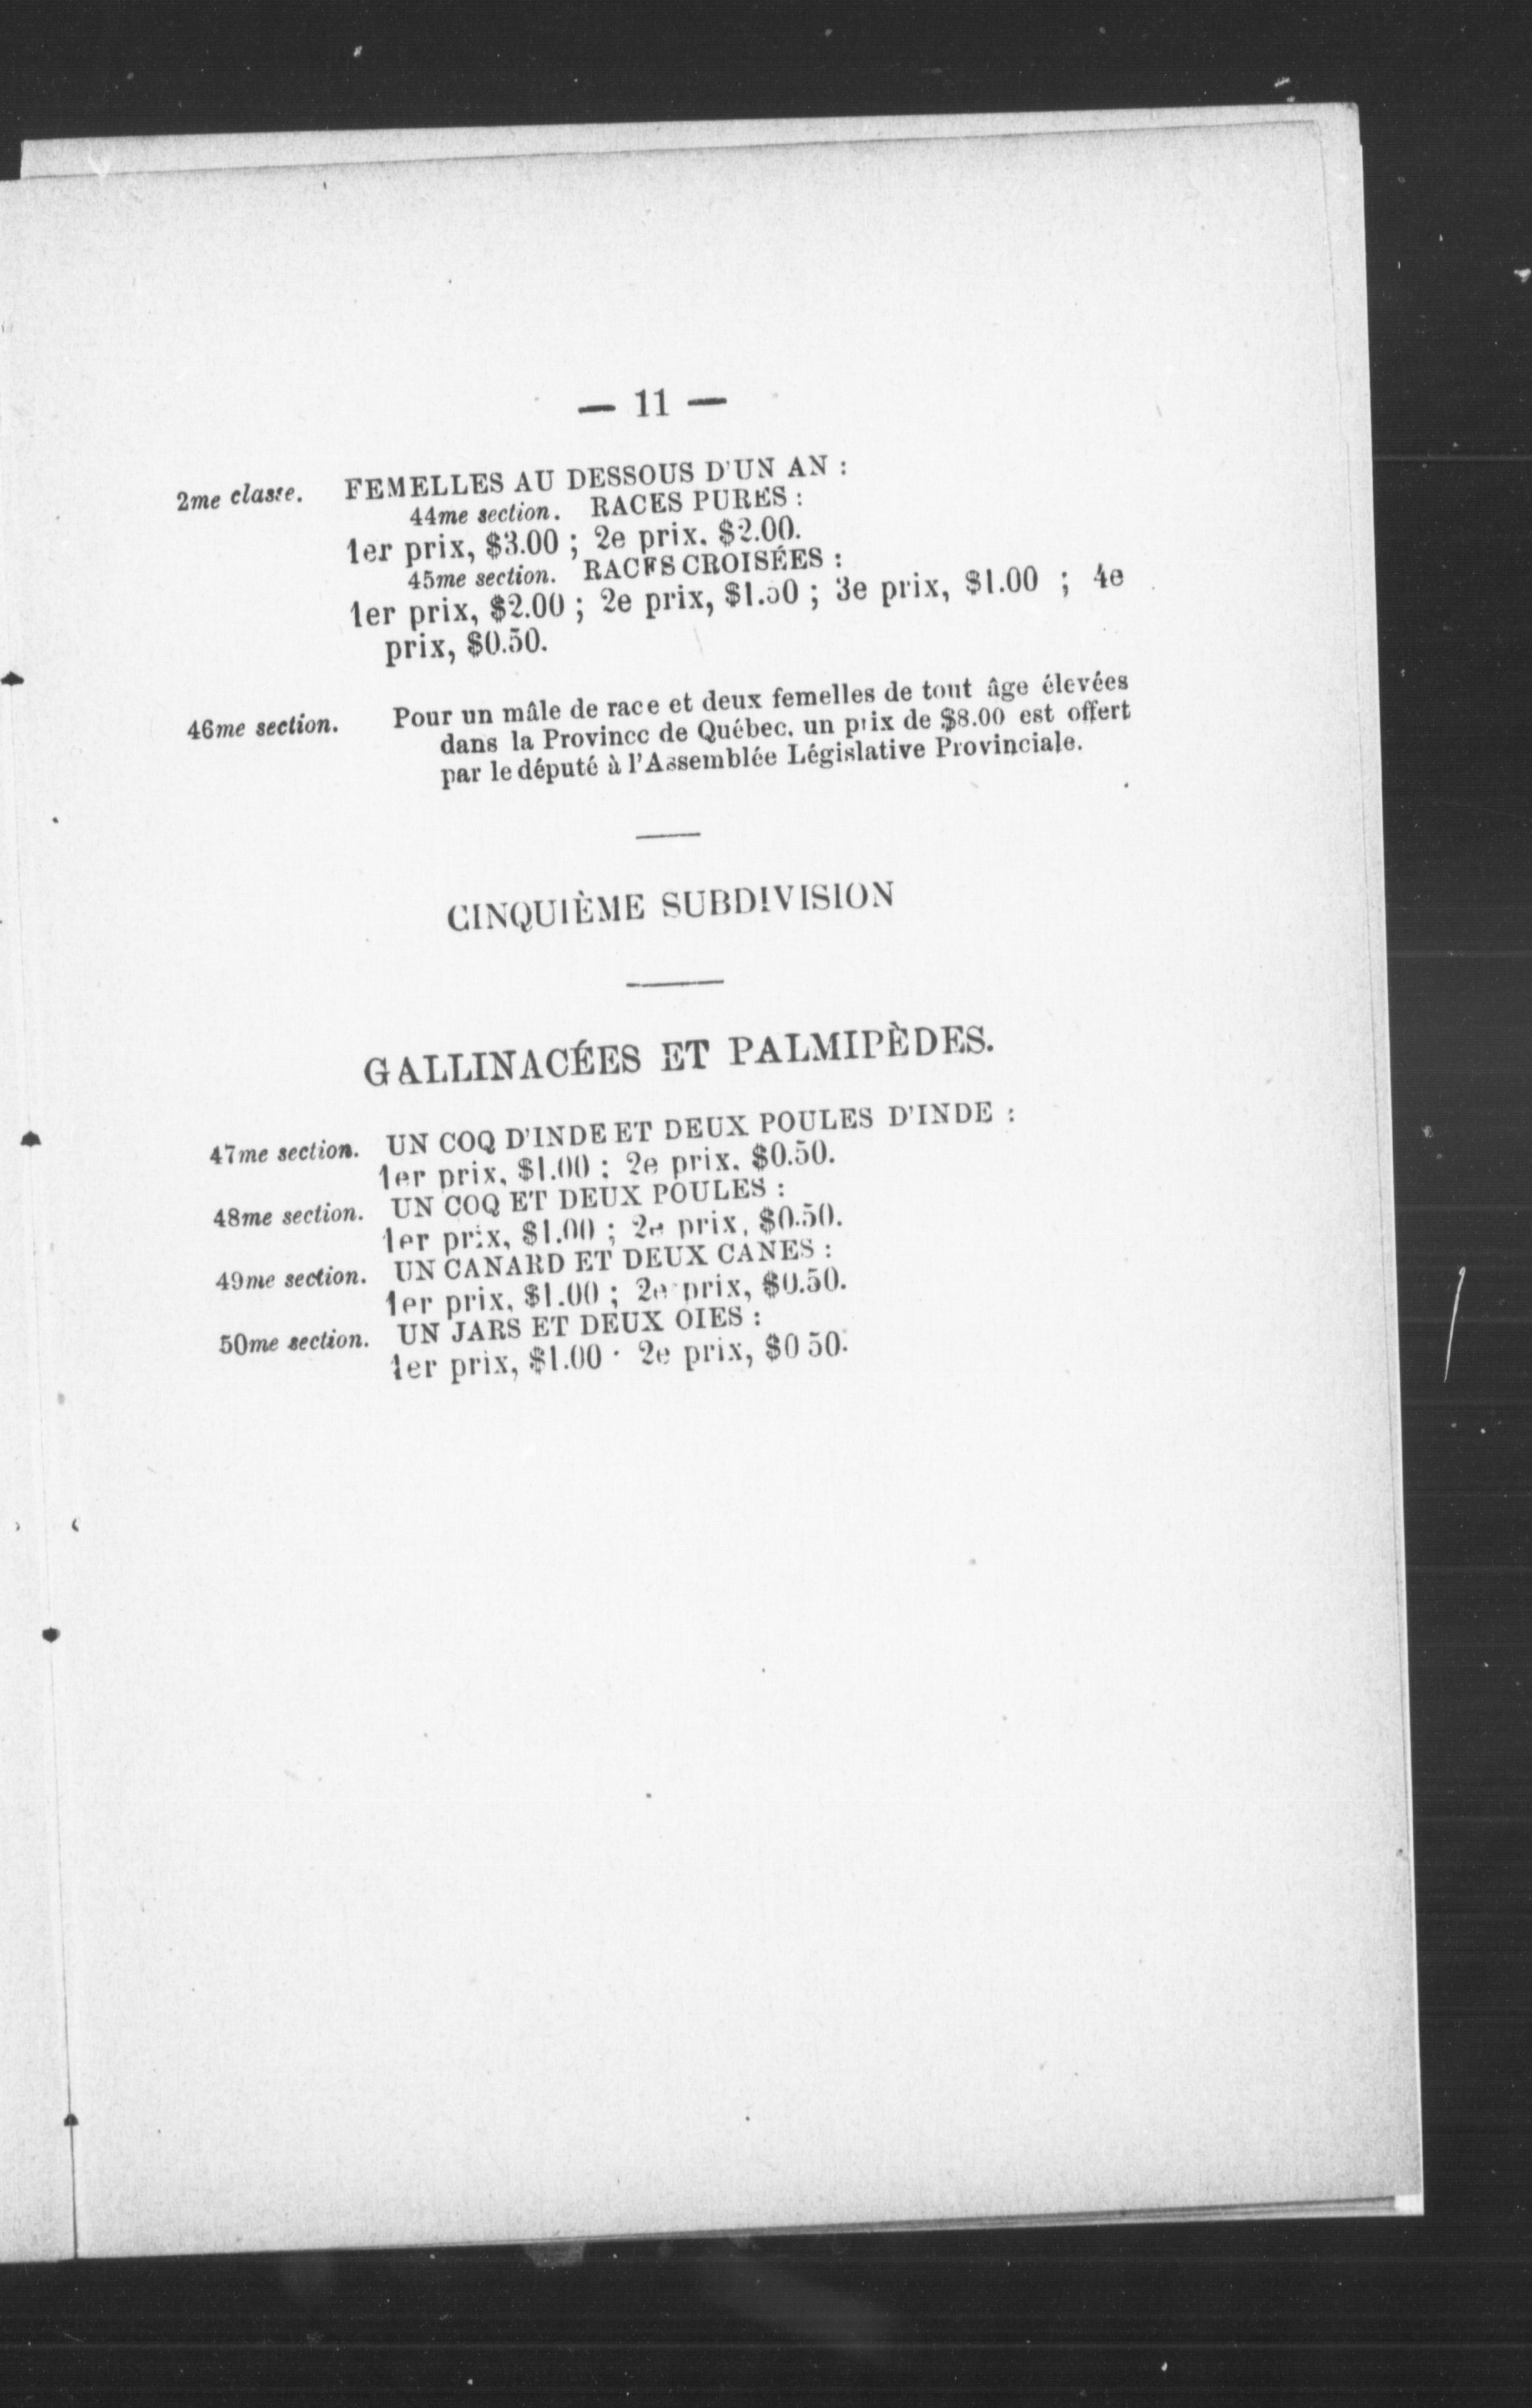 — 11 —
2me classe. FEMELLES AU DESSOUS D'UN AN :
44me section. RACES PURES :
1er prix, $3.00 ; 2e prix. $2.00.
45me section. RACES CROISÉES :
1er prix, $2.00 ; 2e prix, $1.50 ; 3e prix, $1.00 ; 4e
prix, $0.50.
46me section. Pour un mâle de race et deux femelles de tout âge élevées
dans la Province de Québec, un prix de $8.00 est offert
par le député à l'Assemblée Législative Provinciale.
CINQUIÈME SUBDIVISION
GALLINACÉES ET PALMIPÈDES.
47me section. UN COQ D'INDE ET DEUX POULES D'INDE :
1er prix, $1.00 ; 2e prix. $0.50.
48me section. UN COQ ET DEUX POULES :
1er prix, $1.00 ; 2e prix, $0.50.
49me section. UN CANARD ET DEUX CANES :
1er prix, $1.00 ; 2e prix, $0.50.
50me section. UN JARS ET DEUX OIES :
1er prix, $1.00 · 2e prix, $0 50.